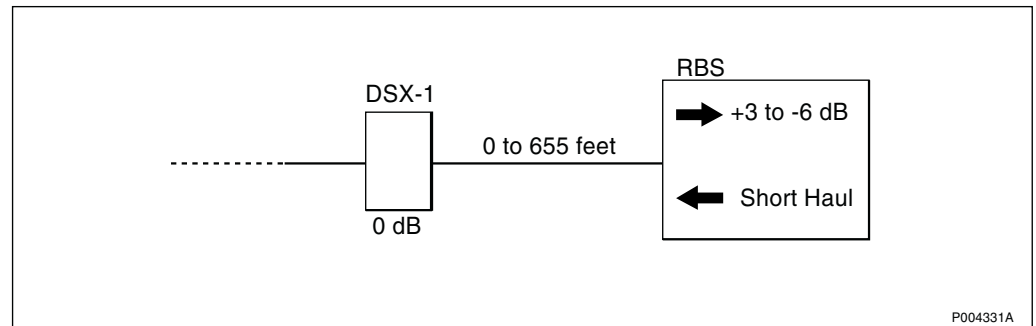 RBS
DSX-1
+3 to -6 dB
0 to 655 feet
Short Haul
0 dB
P004331A